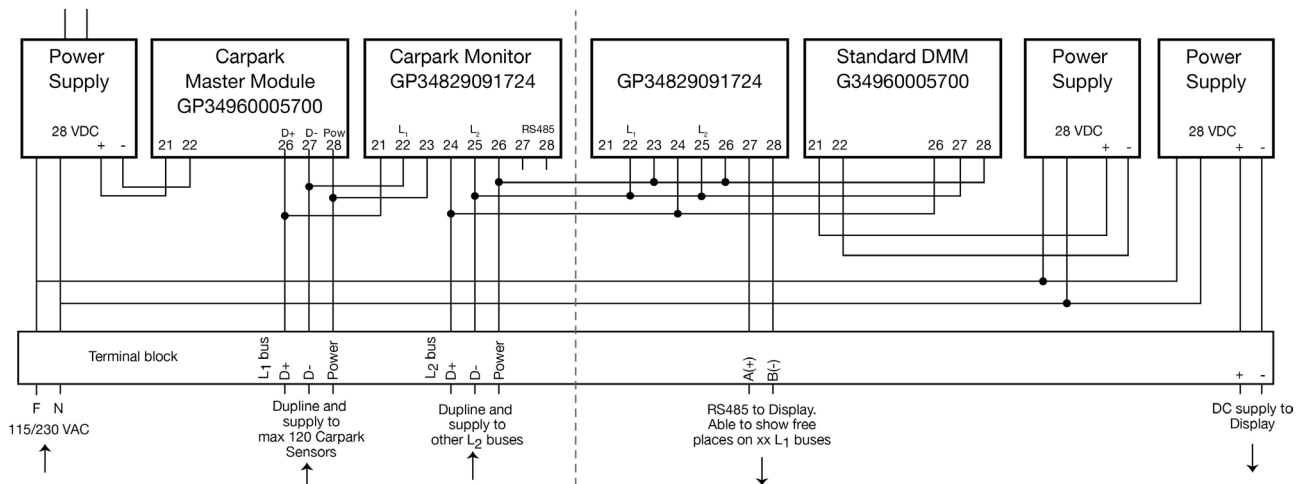 Power
Supply
28 VDC
+ -
Carpark
Master Module
GP34960005700
D+ D- Pow
21 22 26 27 28
Carpark Monitor
GP34829091724
L1 L2 RS485
21 22 23 24 25 26 27 28
GP34829091724
L1 L2
21 22 23 24 25 26 27 28
Standard DMM
G34960005700
21 22 26 27 28
Power
Supply
28 VDC
+ -
Power
Supply
28 VDC
+ -
Terminal block
L1 bus
D+
D-
Power
L2 bus
D+
D-
Power
A(+)
B(-)
+ -
F N
115/230 VAC
Dupline and
supply to
max 120 Carpark
Sensors
Dupline and
supply to
other L2 buses
RS485 to Display.
Able to show free
places on xx L1 buses
DC supply to
Display